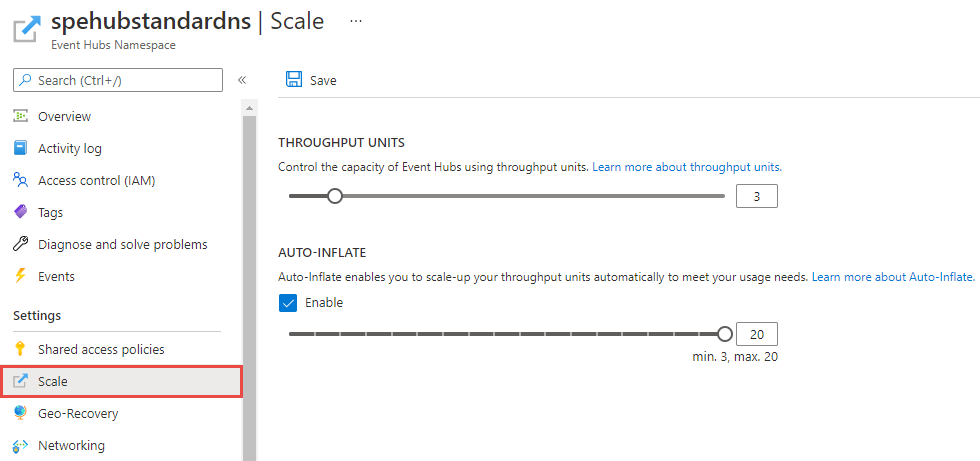 spehubstandardns | Scale ...
Event Hubs Namespace
Search (Ctrl+/)
«
Overview
Activity log
Access control (IAM)
Tags
Diagnose and solve problems
Events
Settings
Shared access policies
Scale
Geo-Recovery
Networking
Save
THROUGHPUT UNITS
Control the capacity of Event Hubs using throughput units. Learn more about throughput units.
3
AUTO-INFLATE
Auto-Inflate enables you to scale-up your throughput units automatically to meet your usage needs. Learn more about Auto-Inflate.
Enable
20
min. 3, max. 20